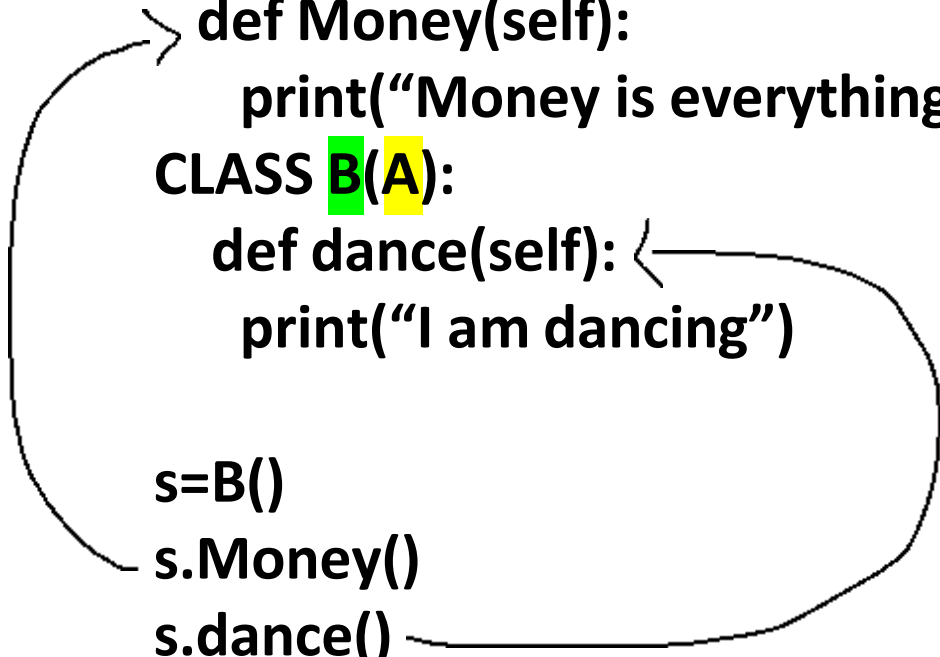 def Money(self):
print(“Money is everything
CLASS B(A):
def dance(self):
print(“I am dancing”)
s=B()
s.Money()
s.dance()